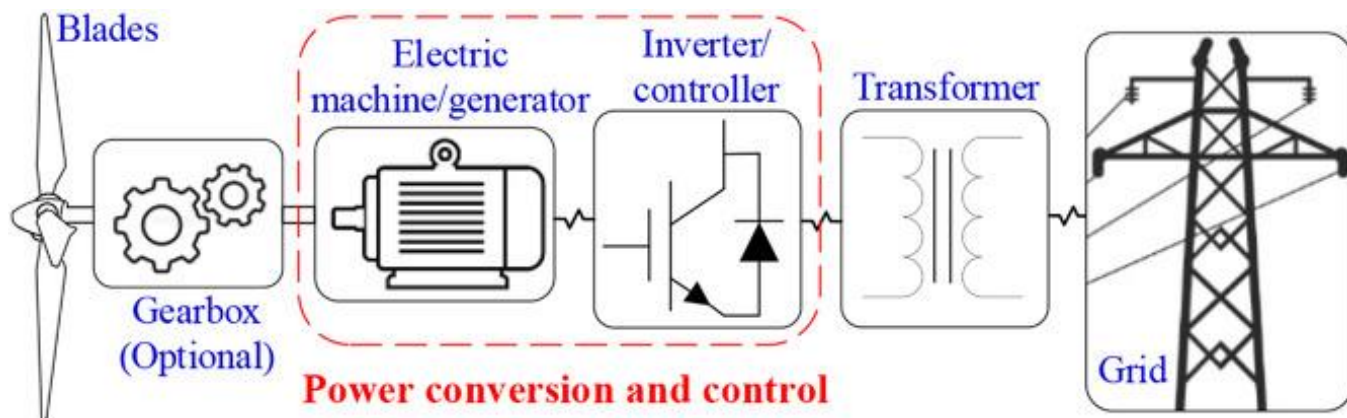 Blades
Electric
machine/generator
Inverter/
controller
Transformer
Gearbox
(Optional)
Grid
Power conversion and control